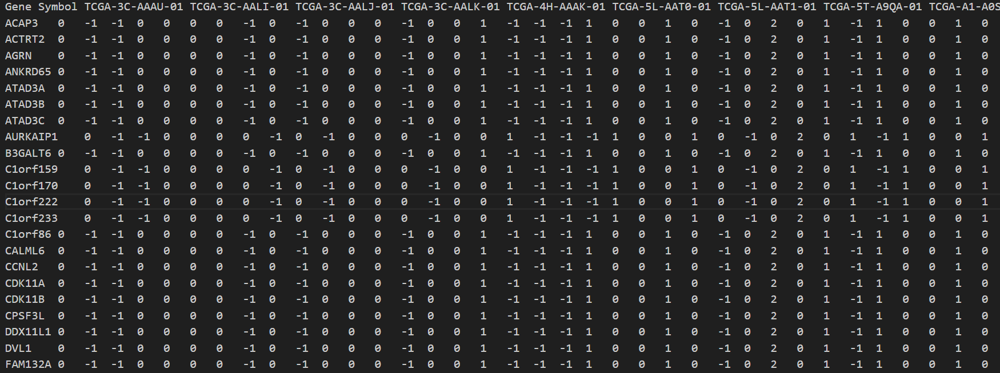 Gene Symbol TCGA-3C-AAAU-01 TCGA-3C-AALI-01 TCGA-3C-AALJ-01 TCGA-3C-AALK-01 TCGA-4H-AAAK-01 TCGA-5L-AAT0-01 TCGA-5L-AAT1-01 TCGA-5T-A9QA-01 TCGA-A1-A0S
ACAP3 0 -1 -1 0 0 0 0 -1 0 -1 0 0 0 -1 0 0 1 -1 -1 -1 1 0 0 1 0 -1 0 2 0 1 -1 1 0 0 1 0
ACTRT2 0 -1 -1 0 0 0 0 -1 0 -1 0 0 0 -1 0 0 1 -1 -1 -1 1 0 0 1 0 -1 0 2 0 1 -1 1 0 0 1 0
AGRN 0 -1 -1 0 0 0 0 -1 0 -1 0 0 0 -1 0 0 1 -1 -1 -1 1 0 0 1 0 -1 0 2 0 1 -1 1 0 0 1 0
ANKRD65 0 -1 -1 0 0 0 0 -1 0 -1 0 0 0 -1 0 0 1 -1 -1 -1 1 0 0 1 0 -1 0 2 0 1 -1 1 0 0 1 0
ATAD3A 0 -1 -1 0 0 0 0 -1 0 -1 0 0 0 -1 0 0 1 -1 -1 -1 1 0 0 1 0 -1 0 2 0 1 -1 1 0 0 1 0
ATAD3B 0 -1 -1 0 0 0 0 -1 0 -1 0 0 0 -1 0 0 1 -1 -1 -1 1 0 0 1 0 -1 0 2 0 1 -1 1 0 0 1 0
ATAD3C 0 -1 -1 0 0 0 0 -1 0 -1 0 0 0 -1 0 0 1 -1 -1 -1 1 0 0 1 0 -1 0 2 0 1 -1 1 0 0 1 0
AURKAIP1 0 -1 -1 0 0 0 0 -1 0 -1 0 0 0 -1 0 0 1 -1 -1 -1 1 0 0 1 0 -1 0 2 0 1 -1 1 0 0 1
B3GALT6 0 -1 -1 0 0 0 0 -1 0 -1 0 0 0 -1 0 0 1 -1 -1 -1 1 0 0 1 0 -1 0 2 0 1 -1 1 0 0 1 0
C1orf159 0 -1 -1 0 0 0 0 -1 0 -1 0 0 0 -1 0 0 1 -1 -1 -1 1 0 0 1 0 -1 0 2 0 1 -1 1 0 0 1
C1orf170 0 -1 -1 0 0 0 0 -1 0 -1 0 0 0 -1 0 0 1 -1 -1 -1 1 0 0 1 0 -1 0 2 0 1 -1 1 0 0 1
C1orf222 0 -1 -1 0 0 0 0 -1 0 -1 0 0 0 -1 0 0 1 -1 -1 -1 1 0 0 1 0 -1 0 2 0 1 -1 1 0 0 1
C1orf233 0 -1 -1 0 0 0 0 -1 0 -1 0 0 0 -1 0 0 1 -1 -1 -1 1 0 0 1 0 -1 0 2 0 1 -1 1 0 0 1
C1orf86 0 -1 -1 0 0 0 0 -1 0 -1 0 0 0 -1 0 0 1 -1 -1 -1 1 0 0 1 0 -1 0 2 0 1 -1 1 0 0 1 0
CALML6 0 -1 -1 0 0 0 0 -1 0 -1 0 0 0 -1 0 0 1 -1 -1 -1 1 0 0 1 0 -1 0 2 0 1 -1 1 0 0 1 0
CCNL2 0 -1 -1 0 0 0 0 -1 0 -1 0 0 0 -1 0 0 1 -1 -1 -1 1 0 0 1 0 -1 0 2 0 1 -1 1 0 0 1 0
CDK11A 0 -1 -1 0 0 0 0 -1 0 -1 0 0 0 -1 0 0 1 -1 -1 -1 1 0 0 1 0 -1 0 2 0 1 -1 1 0 0 1 0
CDK11B 0 -1 -1 0 0 0 0 -1 0 -1 0 0 0 -1 0 0 1 -1 -1 -1 1 0 0 1 0 -1 0 2 0 1 -1 1 0 0 1 0
CPSF3L 0 -1 -1 0 0 0 0 -1 0 -1 0 0 0 -1 0 0 1 -1 -1 -1 1 0 0 1 0 -1 0 2 0 1 -1 1 0 0 1 0
DDX11L1 0 -1 -1 0 0 0 0 -1 0 -1 0 0 0 -1 0 0 1 -1 -1 -1 1 0 0 1 0 -1 0 2 0 1 -1 1 0 0 1 0
DVL1 0 -1 -1 0 0 0 0 -1 0 -1 0 0 0 -1 0 0 1 -1 -1 -1 1 0 0 1 0 -1 0 2 0 1 -1 1 0 0 1 0
FAM132A 0 -1 -1 0 0 0 0 -1 0 -1 0 0 0 -1 0 0 1 -1 -1 -1 1 0 0 1 0 -1 0 2 0 1 -1 1 0 0 1 0